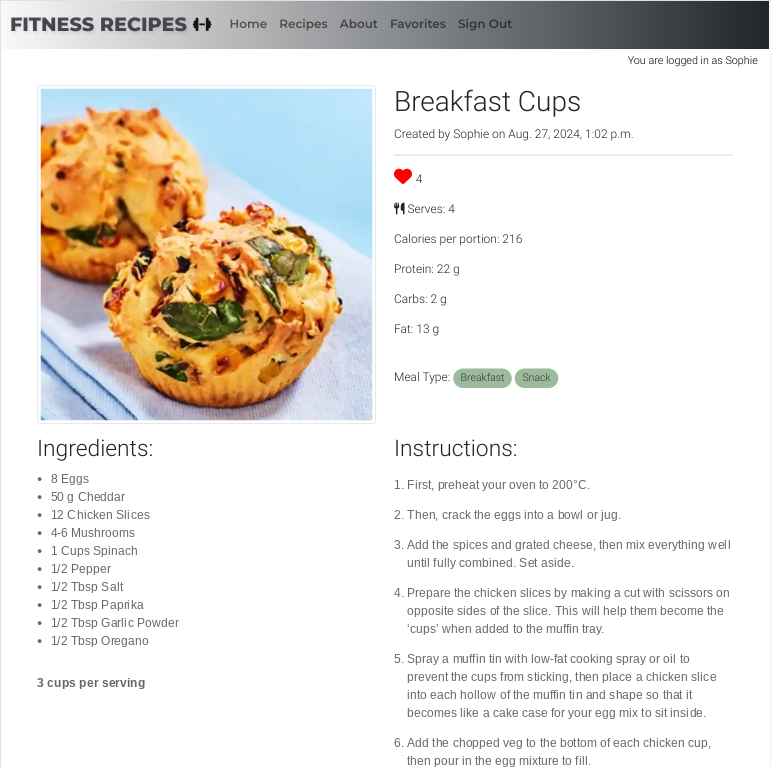 FITNESS RECIPES Home Recipes About Favorites Sign Out
You are logged in as Sophie
Breakfast Cups
Created by Sophie on Aug. 27, 2024, 1:02 p.m.
4
Serves: 4
Calories per portion: 216
Protein: 22 g
Carbs: 2 g
Fat: 13 g
Meal Type: Breakfast Snack
Ingredients:
• 8 Eggs
• 50 g Cheddar
• 12 Chicken Slices
• 4-6 Mushrooms
• 1 Cups Spinach
• 1/2 Pepper
• 1/2 Tbsp Salt
• 1/2 Tbsp Paprika
• 1/2 Tbsp Garlic Powder
• 1/2 Tbsp Oregano
3 cups per serving
Instructions:
1. First, preheat your oven to 200°C.
2. Then, crack the eggs into a bowl or jug.
3. Add the spices and grated cheese, then mix everything well
until fully combined. Set aside.
4. Prepare the chicken slices by making a cut with scissors on
opposite sides of the slice. This will help them become the
‘cups’ when added to the muffin tray.
5. Spray a muffin tin with low-fat cooking spray or oil to
prevent the cups from sticking, then place a chicken slice
into each hollow of the muffin tin and shape so that it
becomes like a cake case for your egg mix to sit inside.
6. Add the chopped veg to the bottom of each chicken cup,
then pour in the egg mixture to fill.